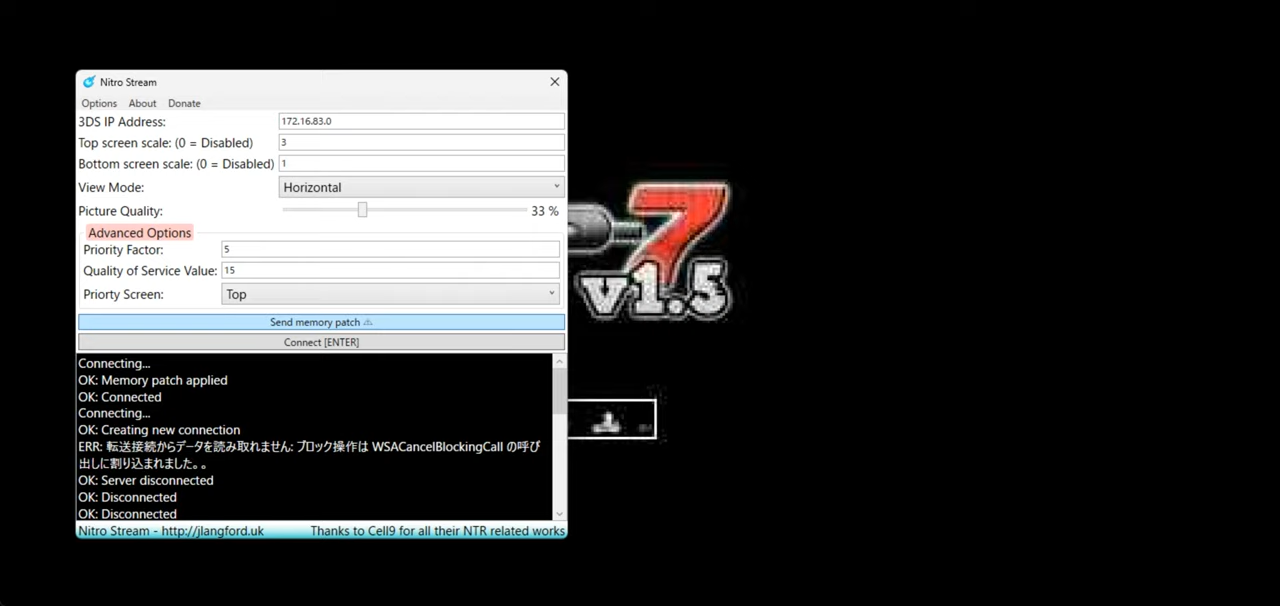 Nitro Stream
Options About Donate
3DS IP Address: 172.16.83.0
Top screen scale: (0 = Disabled) 3
Bottom screen scale: (0 = Disabled) 1
View Mode: Horizontal
Picture Quality: 33 %
Advanced Options
Priority Factor: 5
Quality of Service Value: 15
Priorty Screen: Top
Send memory patch ⚠
Connect [ENTER]
Connecting...
OK: Memory patch applied
OK: Connected
Connecting...
OK: Creating new connection
ERR: 転送接続からデータを読み取れません: ブロック操作は WSACancelBlockingCall の呼び
出しに割り込まれました。。
OK: Server disconnected
OK: Disconnected
OK: Disconnected
Nitro Stream - http://jlangford.uk Thanks to Cell9 for all their NTR related works
7
v1.5